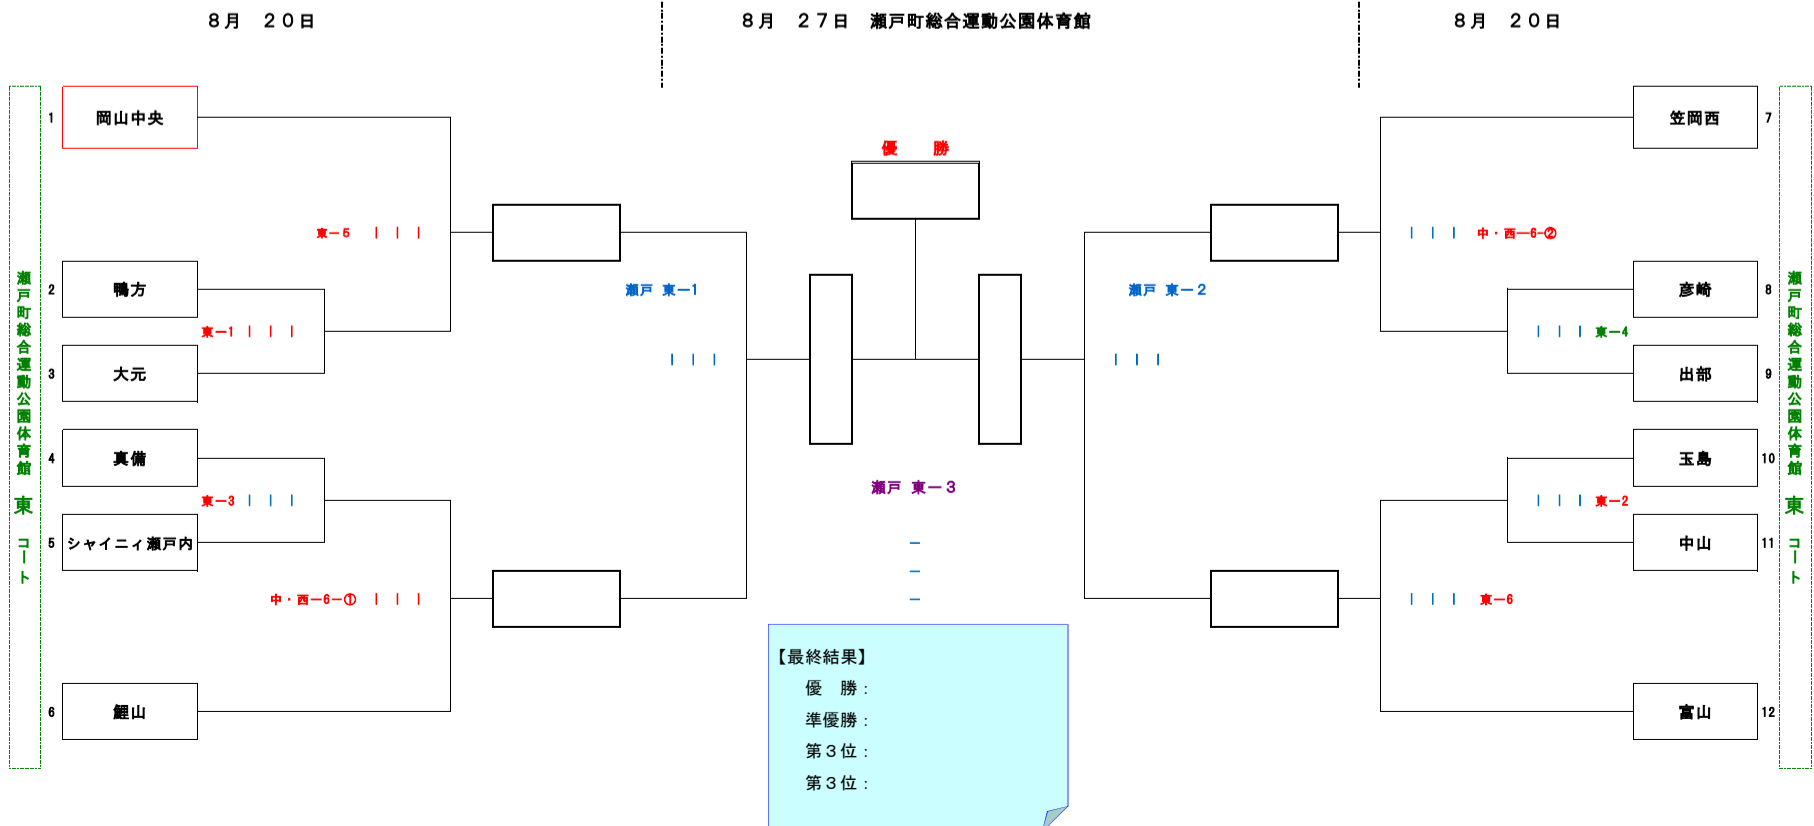 ８月　２０日
８月　２７日　瀬戸町総合運動公園体育館
８月　２０日
瀬戸町総合運動公園体育館　東　コート
1 岡山中央
東－５ ｜ ｜ ｜
2 鴨方
東－1 ｜ ｜ ｜
3 大元
4 真備
東－3 ｜ ｜ ｜
5 シャイニィ瀬戸内
中・西－6－① ｜ ｜ ｜
6 鯉山
瀬戸 東－1
｜ ｜ ｜
優　勝
瀬戸 東－２
｜ ｜ ｜
瀬戸 東－３
－
－
－
【最終結果】
優　勝：
準優勝：
第３位：
第３位：
笠岡西 7
｜ ｜ ｜ 中・西—6-②
彦崎 8
｜ ｜ ｜ 東－4
出部 9
玉島 10
｜ ｜ ｜ 東－2
中山 11
｜ ｜ ｜ 東－6
富山 12
瀬戸町総合運動公園体育館　東　コート